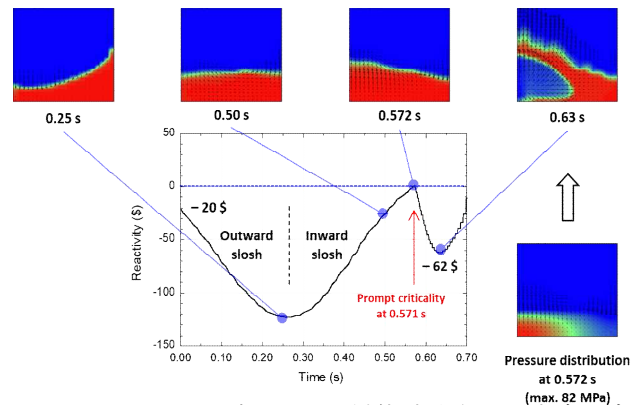 0.25 s
0.50 s
0.572 s
0.63 s
50
0
-50
-100
-150
Reactivity ($)
– 20 $
Outward
slosh
Inward
slosh
– 62 $
Prompt criticality
at 0.571 s
0.00
0.10
0.20
0.30
0.40
0.50
0.60
0.70
Time (s)
Pressure distribution
at 0.572 s
(max. 82 MPa)